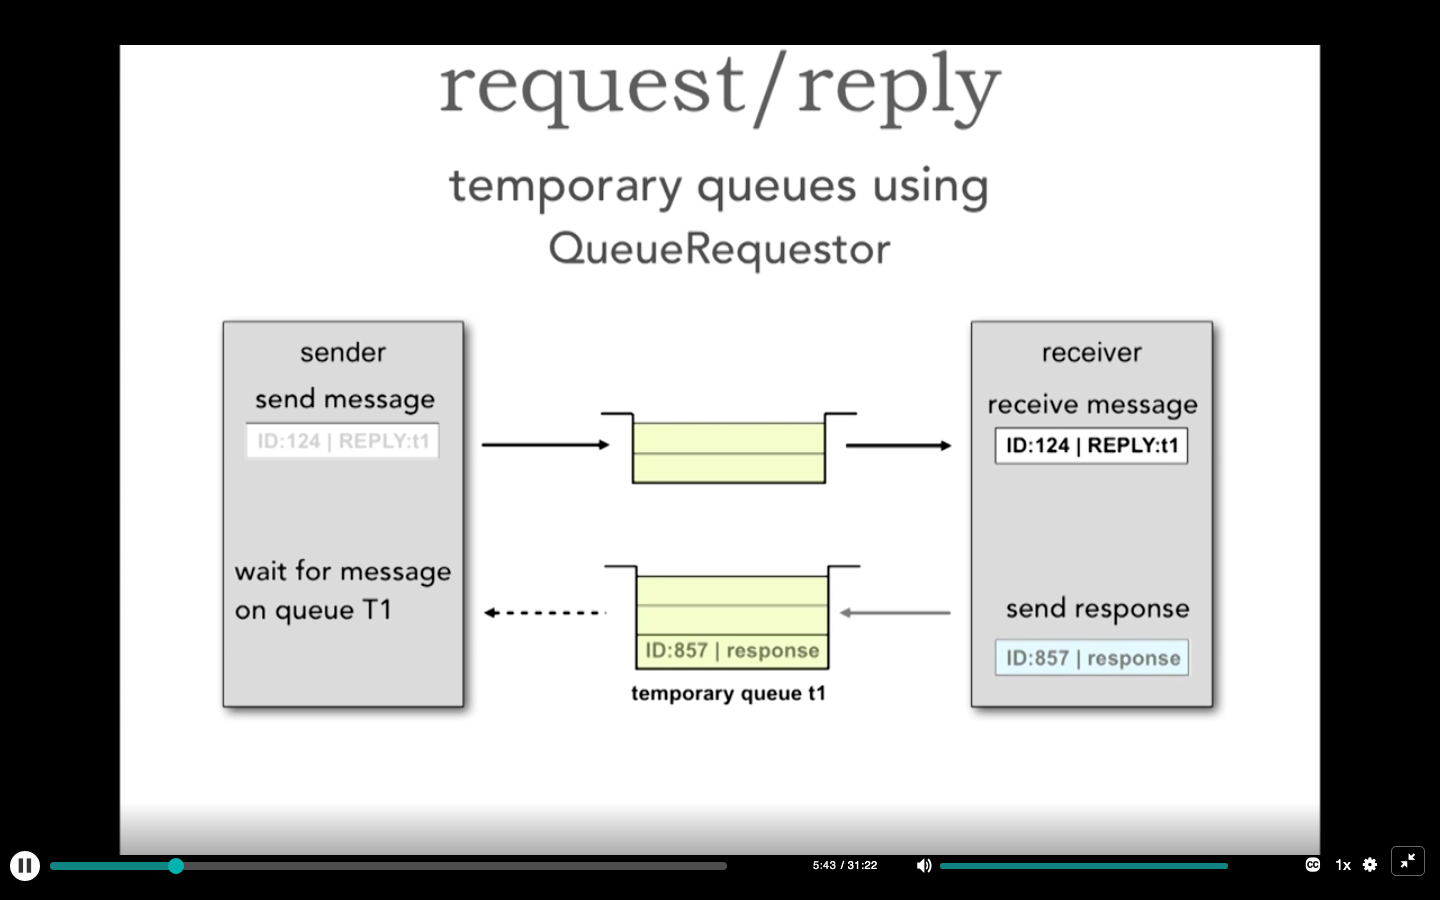 request/reply
temporary queues using
QueueRequestor
sender
send message
ID:124 | REPLY:t1
wait for message
on queue T1
ID:857 | response
temporary queue t1
receiver
receive message
ID:124 | REPLY:t1
send response
ID:857 | response
5:43 / 31:22
CC
1x